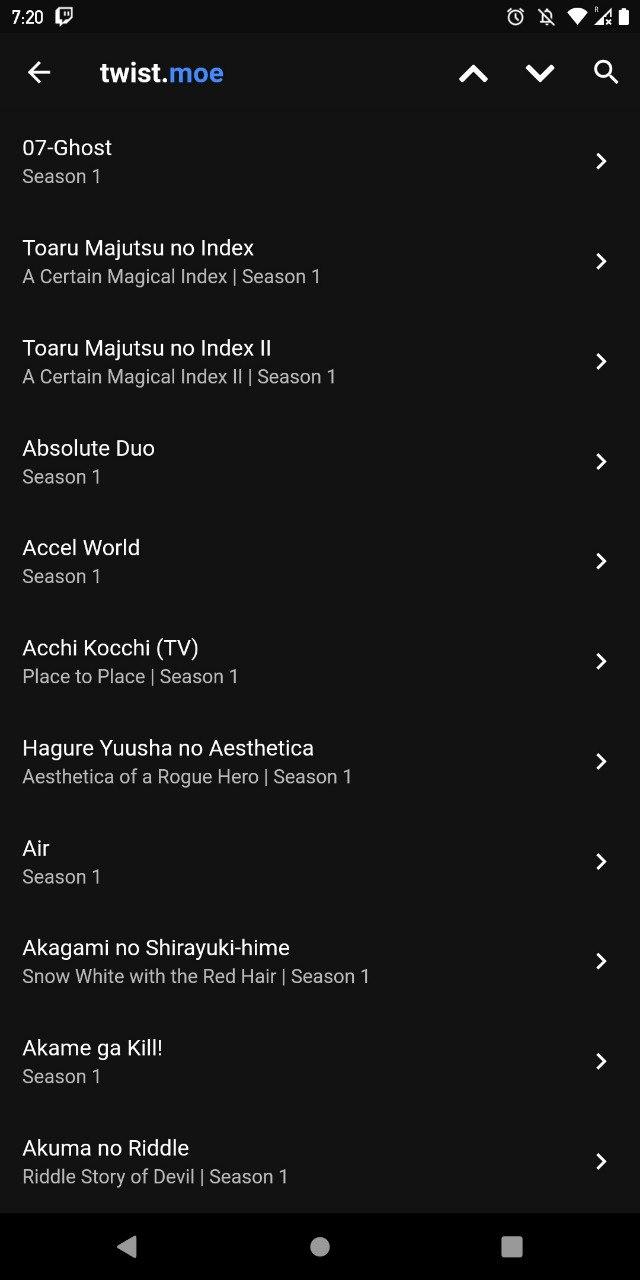 7:20
R
twist.moe
07-Ghost
Season 1
Toaru Majutsu no Index
A Certain Magical Index | Season 1
Toaru Majutsu no Index II
A Certain Magical Index II | Season 1
Absolute Duo
Season 1
Accel World
Season 1
Acchi Kocchi (TV)
Place to Place | Season 1
Hagure Yuusha no Aesthetica
Aesthetica of a Rogue Hero | Season 1
Air
Season 1
Akagami no Shirayuki-hime
Snow White with the Red Hair | Season 1
Akame ga Kill!
Season 1
Akuma no Riddle
Riddle Story of Devil | Season 1